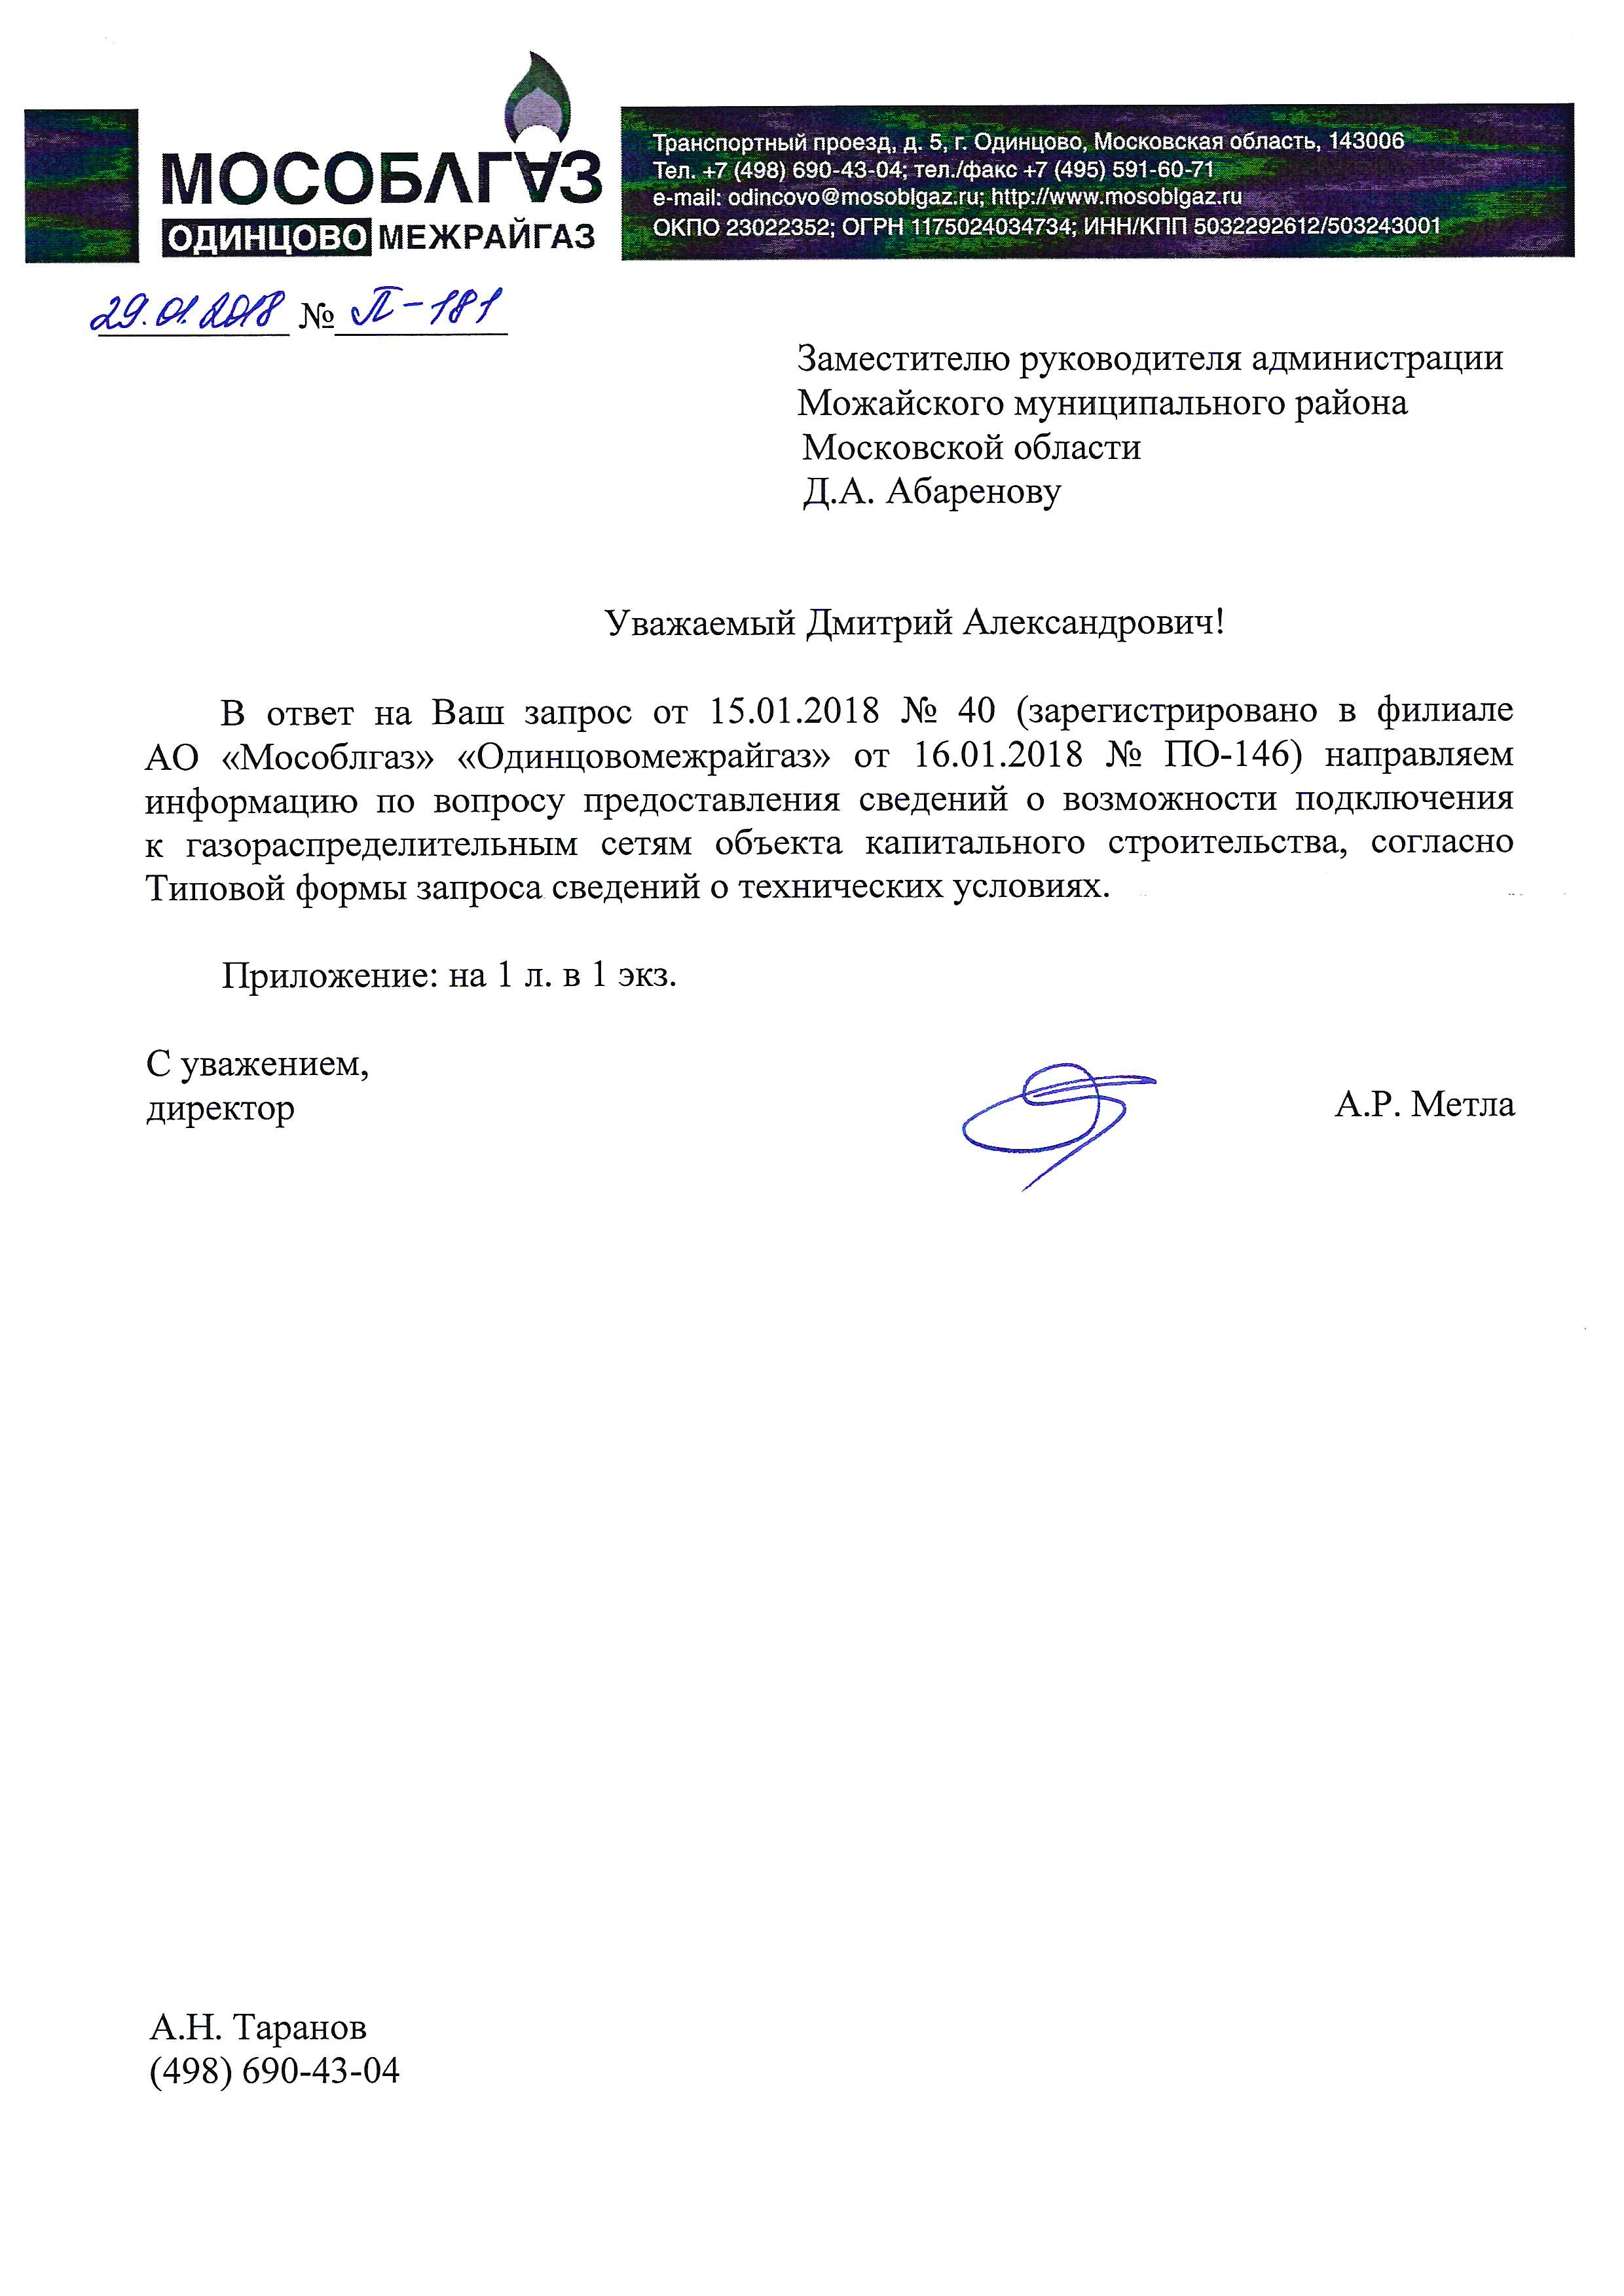 МОСОБЛГАЗ
ОДИНЦОВО МЕЖРАЙГАЗ
Транспортный проезд, д. 5, г. Одинцово, Московская область, 143006
Тел. +7 (498) 690-43-04; тел./факс +7 (495) 591-60-71
e-mail: odincovo@mosoblgaz.ru; http://www.mosoblgaz.ru
ОКПО 23022352; ОГРН 1175024034734; ИНН/КПП 5032292612/503243001
29.01.2018 № П-181
Заместителю руководителя администрации
Можайского муниципального района
Московской области
Д.А. Абаренову
Уважаемый Дмитрий Александрович!
В ответ на Ваш запрос от 15.01.2018 № 40 (зарегистрировано в филиале
АО «Мособлгаз» «Одинцовомежрайгаз» от 16.01.2018 № ПО-146) направляем
информацию по вопросу предоставления сведений о возможности подключения
к газораспределительным сетям объекта капитального строительства, согласно
Типовой формы запроса сведений о технических условиях.
Приложение: на 1 л. в 1 экз.
С уважением,
директор А.Р. Метла
А.Н. Таранов
(498) 690-43-04